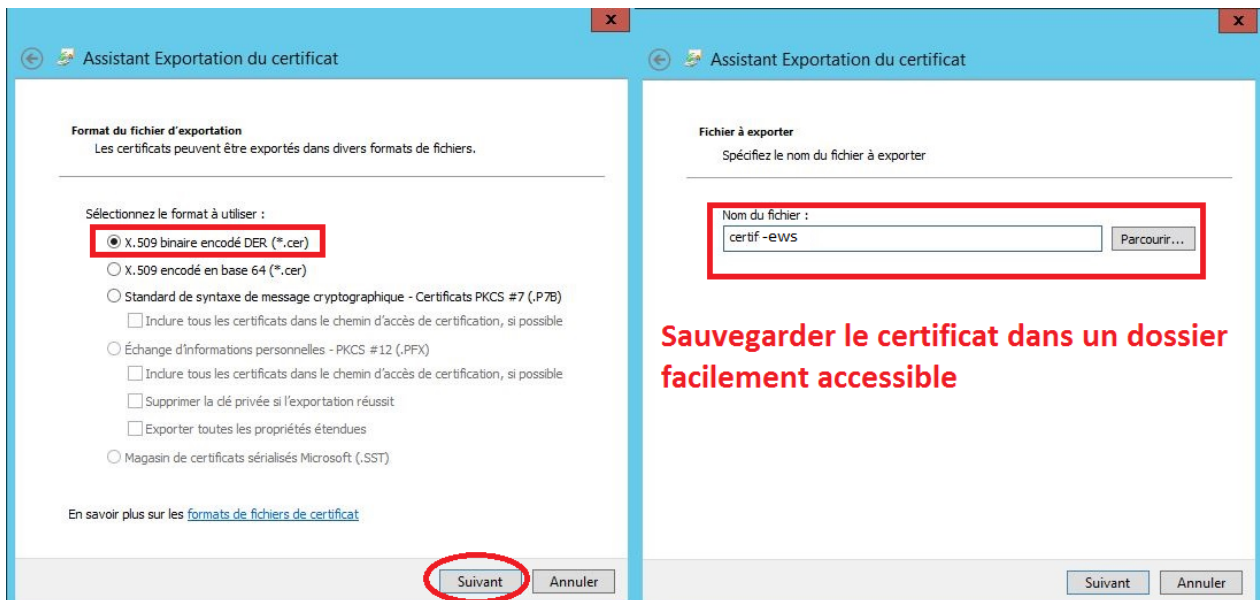 x
Assistant Exportation du certificat
Format du fichier d'exportation
Les certificats peuvent être exportés dans divers formats de fichiers.
Sélectionnez le format à utiliser :
X.509 binaire encodé DER (*.cer)
X.509 encodé en base 64 (*.cer)
Standard de syntaxe de message cryptographique - Certificats PKCS #7 (.P7B)
Inclure tous les certificats dans le chemin d'accès de certification, si possible
Échange d'informations personnelles - PKCS #12 (.PFX)
Inclure tous les certificats dans le chemin d'accès de certification, si possible
Supprimer la clé privée si l'exportation réussit
Exporter toutes les propriétés étendues
Magasin de certificats sérialisés Microsoft (.SST)
En savoir plus sur les formats de fichiers de certificat
Suivant
Annuler
x
Assistant Exportation du certificat
Fichier à exporter
Spécifiez le nom du fichier à exporter
Nom du fichier :
certif-ews
Parcourir...
Sauvegarder le certificat dans un dossier
facilement accessible
Suivant
Annuler